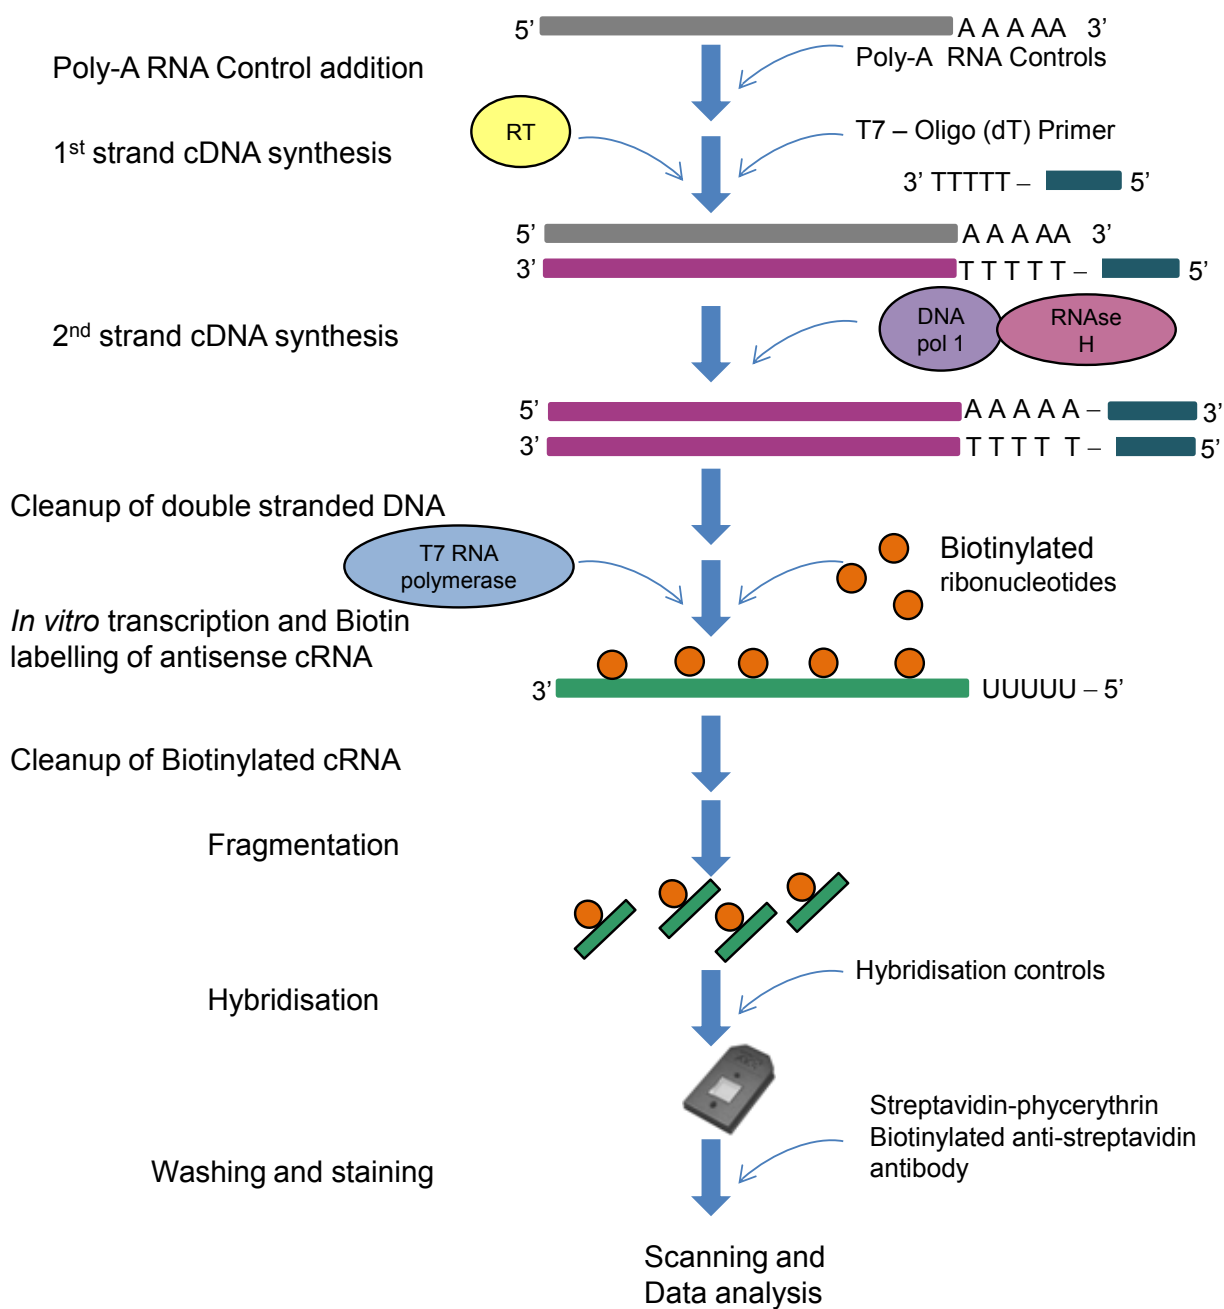 5’ A A A AA 3’
Poly-A RNA Control addition
Poly-A RNA Controls
RT
T7 – Oligo (dT) Primer
1st strand cDNA synthesis
3’ TTTTT – 5’
5’ A A A AA 3’
3’ T T T T T – 5’
2nd strand cDNA synthesis
DNA
pol 1
RNAse
H
5’ A A A A A – 3’
3’ T T T T T – 5’
Cleanup of double stranded DNA
T7 RNA
polymerase
Biotinylated
ribonucleotides
In vitro transcription and Biotin
labelling of antisense cRNA
3’ UUUUU – 5’
Cleanup of Biotinylated cRNA
Fragmentation
Hybridisation controls
Hybridisation
Streptavidin-phycerythrin
Biotinylated anti-streptavidin
antibody
Washing and staining
Scanning and
Data analysis